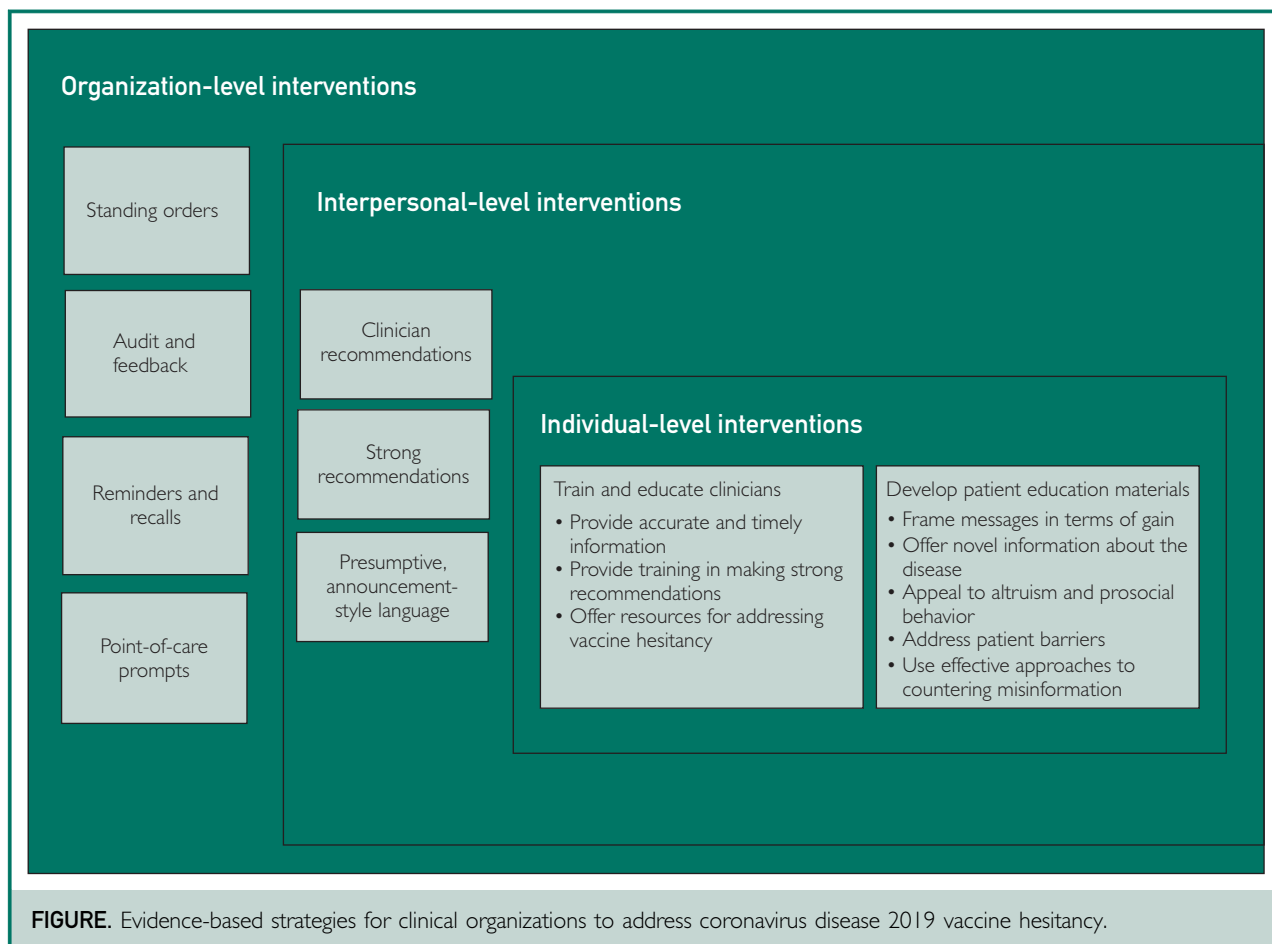 Organization-level interventions
Standing orders
Audit and
feedback
Reminders and
recalls
Point-of-care
prompts
Interpersonal-level interventions
Clinician
recommendations
Strong
recommendations
Presumptive,
announcement-
style language
Individual-level interventions
Train and educate clinicians
• Provide accurate and timely
information
• Provide training in making strong
recommendations
• Offer resources for addressing
vaccine hesitancy
Develop patient education materials
• Frame messages in terms of gain
• Offer novel information about the
disease
• Appeal to altruism and prosocial
behavior
• Address patient barriers
• Use effective approaches to
countering misinformation
FIGURE. Evidence-based strategies for clinical organizations to address coronavirus disease 2019 vaccine hesitancy.